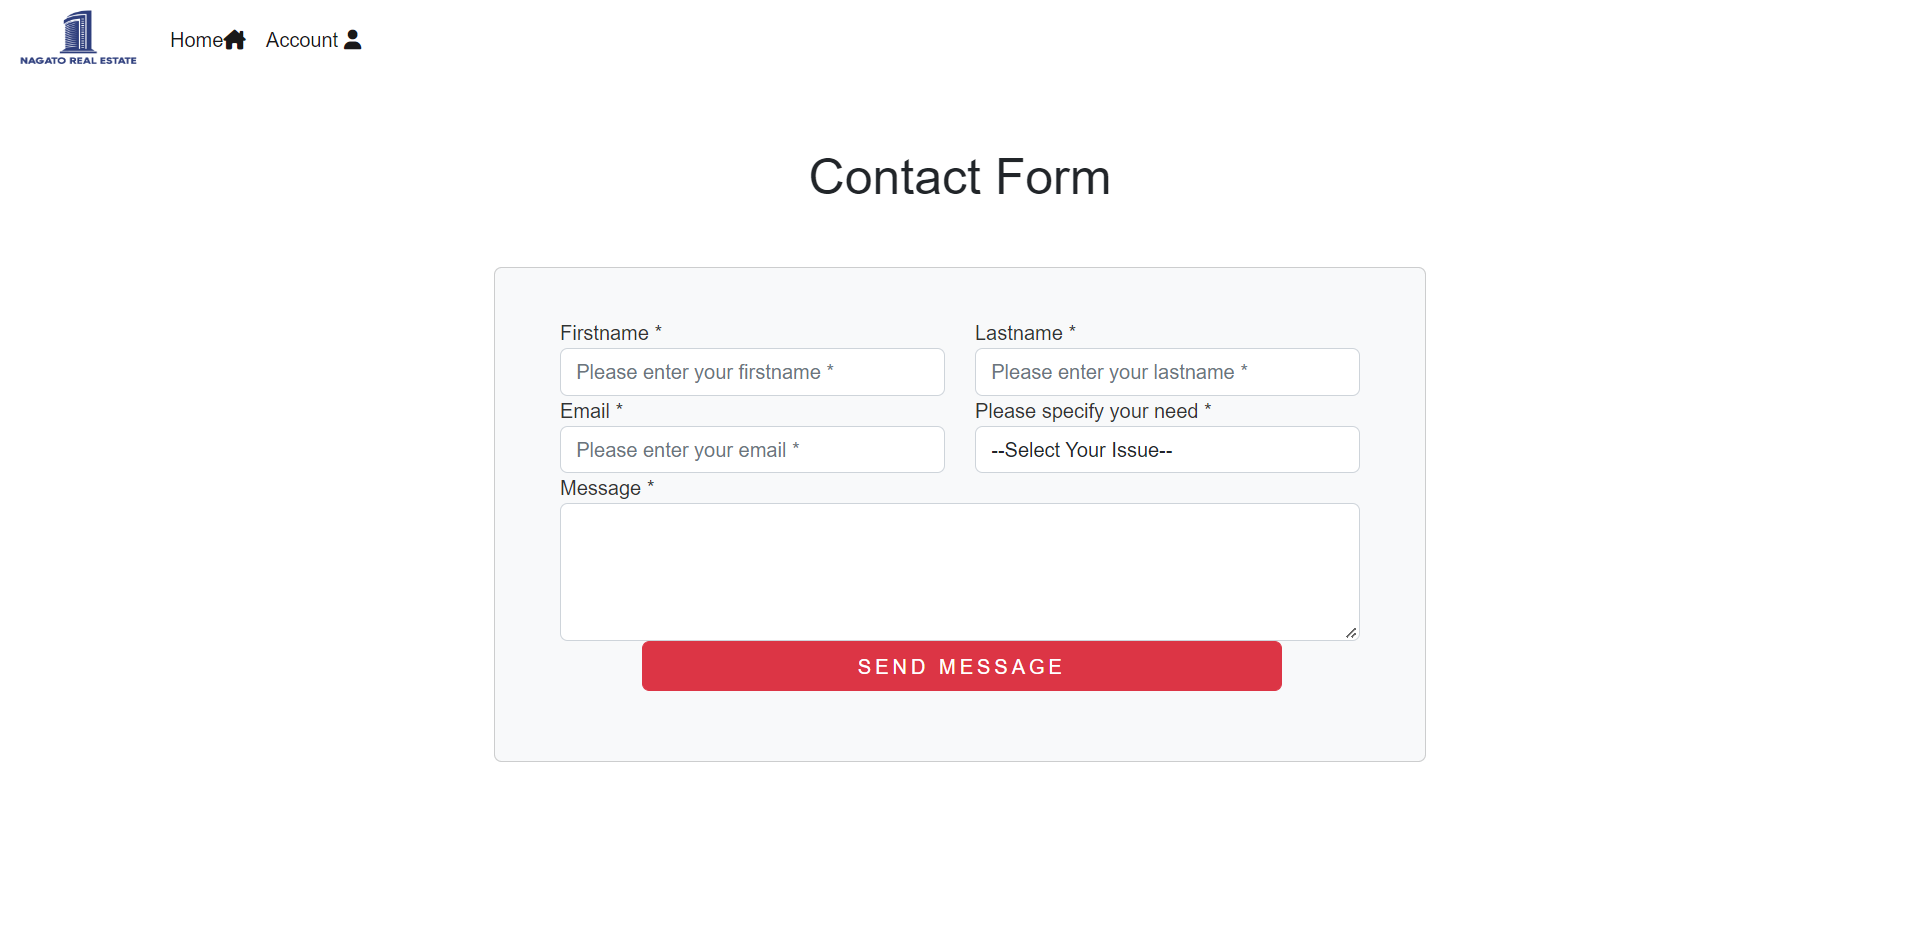 NAGATO REAL ESTATE
Home Account
Contact Form
Firstname * Lastname *
Please enter your firstname * Please enter your lastname *
Email * Please specify your need *
Please enter your email * --Select Your Issue--
Message *
SEND MESSAGE